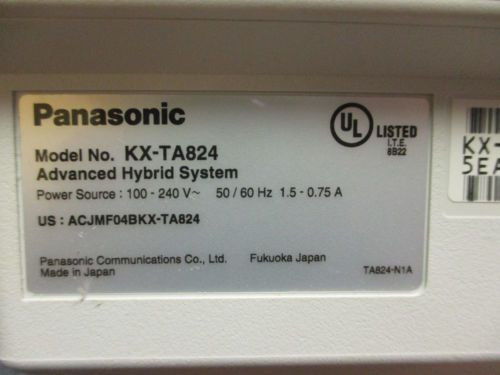 Panasonic
UL LISTED
I.T.E.
8B22
Model No. KX-TA824
Advanced Hybrid System
Power Source : 100 - 240 V~ 50 / 60 Hz 1.5 - 0.75 A
US : ACJMF04BKX-TA824
Panasonic Communications Co., Ltd. Fukuoka Japan
Made in Japan
TA824-N1A
KX-
5EA